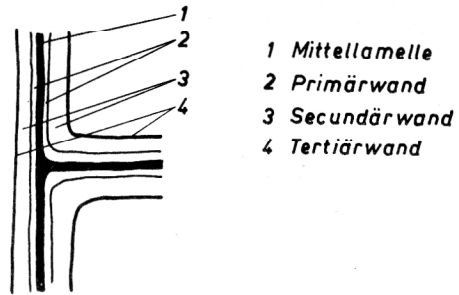 1
2
3
4
1 Mittellamelle
2 Primärwand
3 Secundärwand
4 Tertiärwand